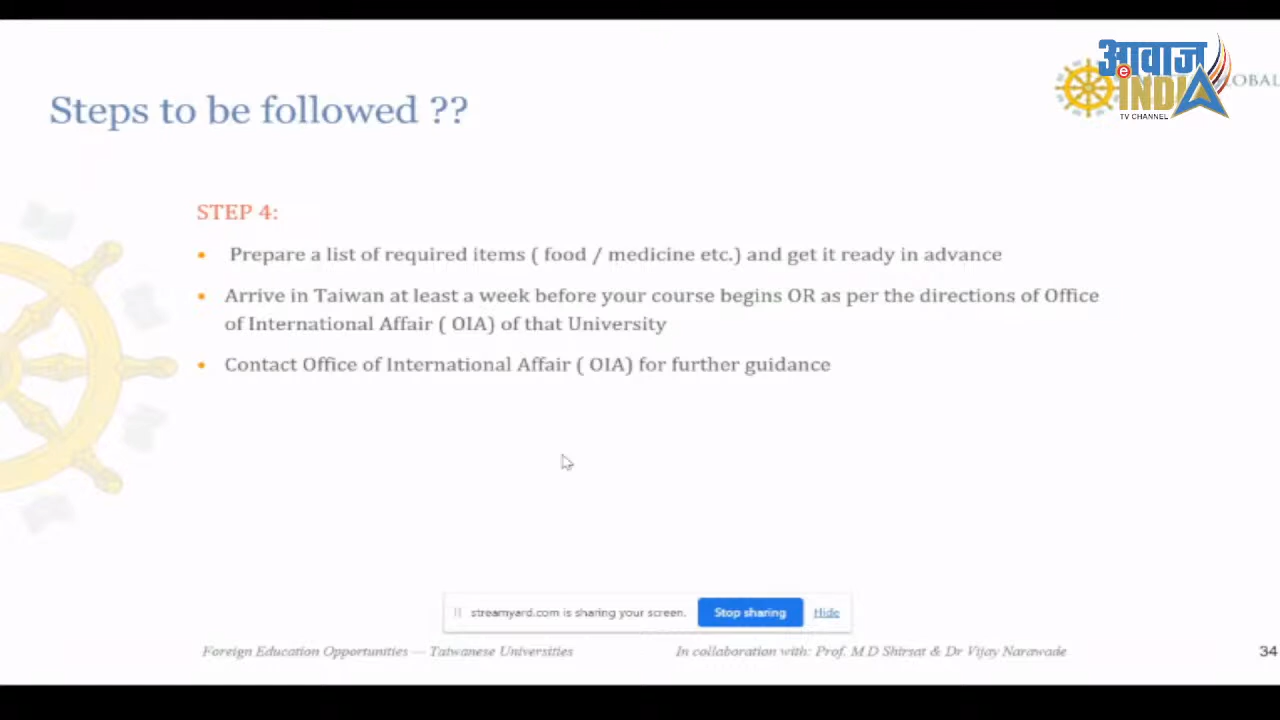 आवाज
e
INDIA
TV CHANNEL
OBAL
Steps to be followed ??
STEP 4:
Prepare a list of required items ( food / medicine etc.) and get it ready in advance
Arrive in Taiwan at least a week before your course begins OR as per the directions of Office
of International Affair ( OIA) of that University
Contact Office of International Affair ( OIA) for further guidance
streamyard.com is sharing your screen. Stop sharing Hide
Foreign Education Opportunities — Taiwanese Universities In collaboration with: Prof. M D Shirsat & Dr Vijay Narawade 34